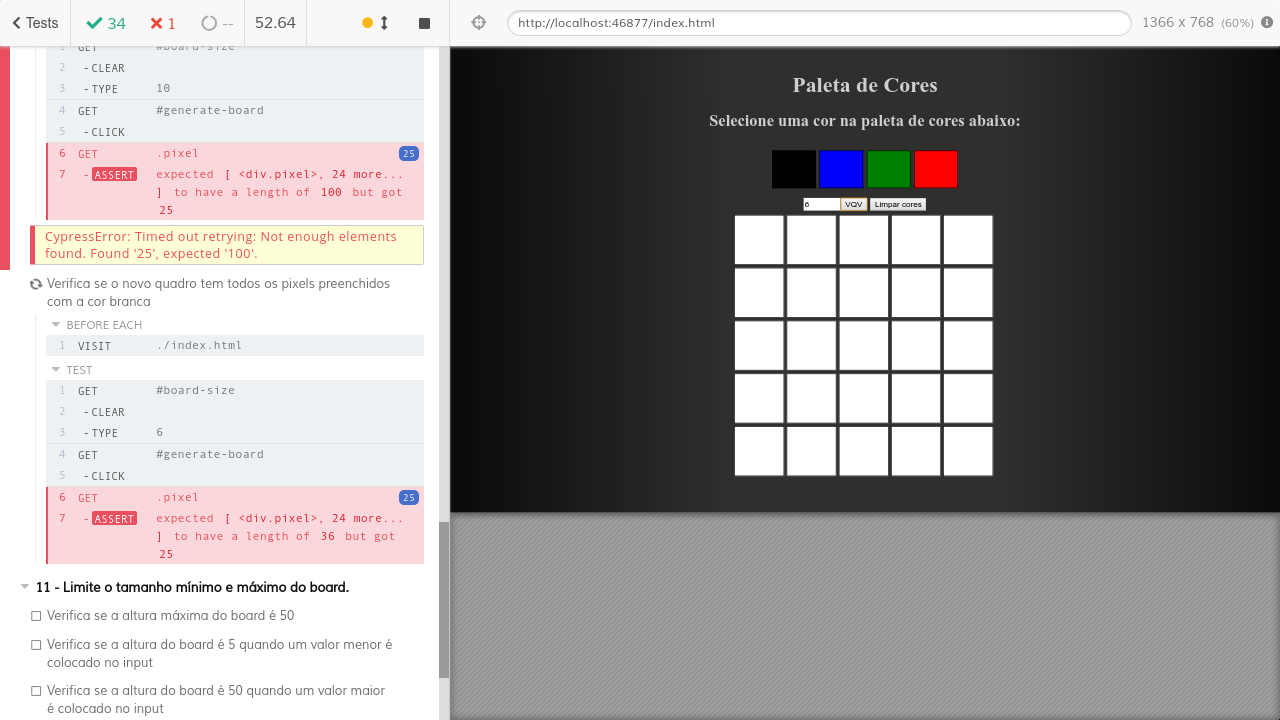 Tests
34
1
--
52.64
http://localhost:46877/index.html
1366 x 768 (60%)
1 GET #board-size
2 -CLEAR
3 -TYPE 10
4 GET #generate-board
5 -CLICK
6 GET .pixel 25
7 -ASSERT expected [ <div.pixel>, 24 more...
] to have a length of 100 but got
25
CypressError: Timed out retrying: Not enough elements
found. Found '25', expected '100'.
Verifica se o novo quadro tem todos os pixels preenchidos
com a cor branca
BEFORE EACH
1 VISIT ./index.html
TEST
1 GET #board-size
2 -CLEAR
3 -TYPE 6
4 GET #generate-board
5 -CLICK
6 GET .pixel 25
7 -ASSERT expected [ <div.pixel>, 24 more...
] to have a length of 36 but got
25
11 - Limite o tamanho mínimo e máximo do board.
Verifica se a altura máxima do board é 50
Verifica se a altura do board é 5 quando um valor menor é
colocado no input
Verifica se a altura do board é 50 quando um valor maior
é colocado no input
Paleta de Cores
Selecione uma cor na paleta de cores abaixo:
6 VQV Limpar cores